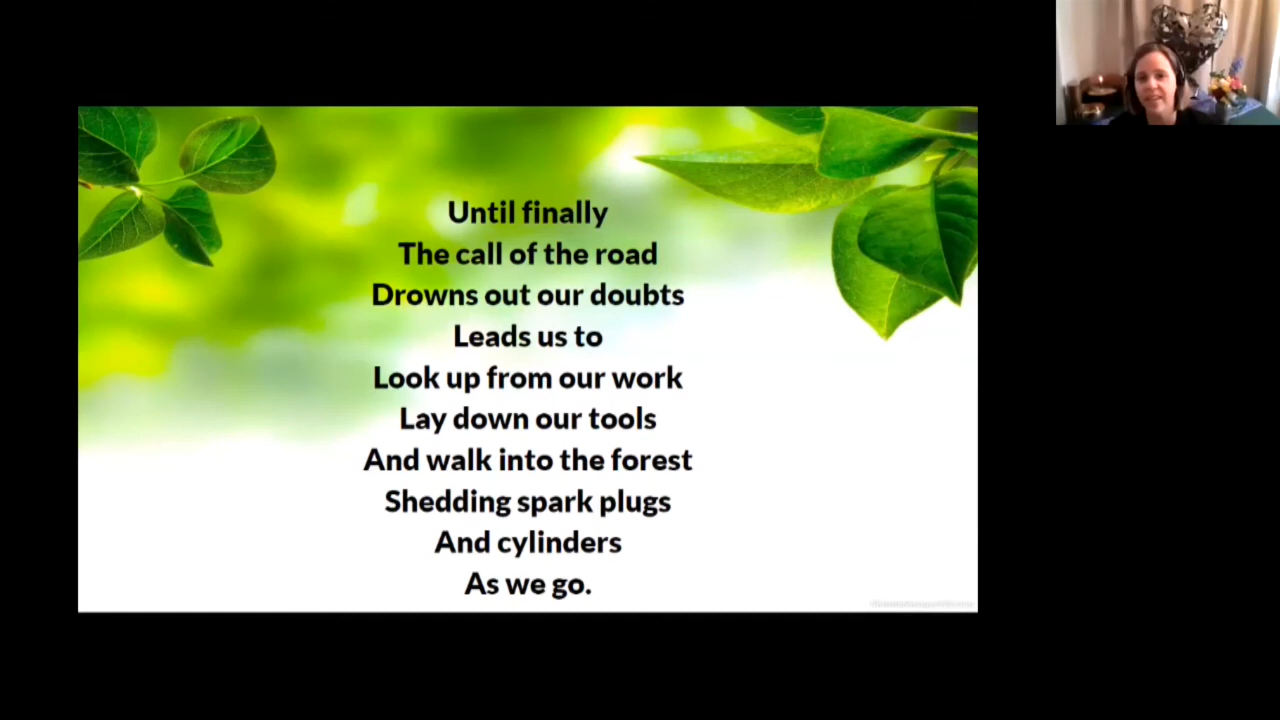 Until finally
The call of the road
Drowns out our doubts
Leads us to
Look up from our work
Lay down our tools
And walk into the forest
Shedding spark plugs
And cylinders
As we go.